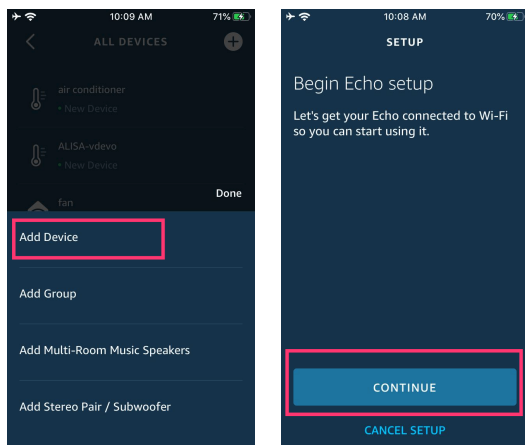 10:09 AM
71%
ALL DEVICES
air conditioner
• New Device
ALISA-vdevo
• New Device
fan
Done
Add Device
Add Group
Add Multi-Room Music Speakers
Add Stereo Pair / Subwoofer
10:08 AM
70%
SETUP
Begin Echo setup
Let's get your Echo connected to Wi-Fi
so you can start using it.
CONTINUE
CANCEL SETUP